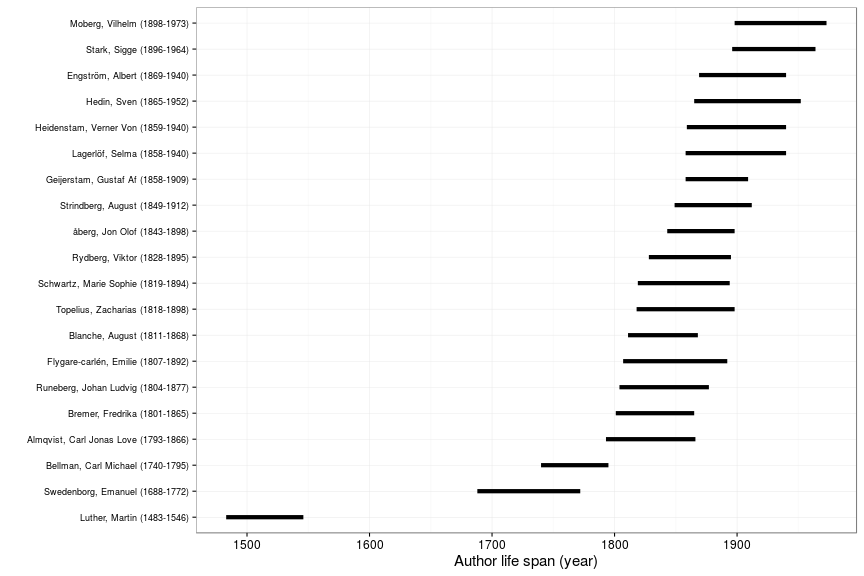 Moberg, Vilhelm (1898-1973)
Stark, Sigge (1896-1964)
Engström, Albert (1869-1940)
Hedin, Sven (1865-1952)
Heidenstam, Verner Von (1859-1940)
Lagerlöf, Selma (1858-1940)
Geijerstam, Gustaf Af (1858-1909)
Strindberg, August (1849-1912)
åberg, Jon Olof (1843-1898)
Rydberg, Viktor (1828-1895)
Schwartz, Marie Sophie (1819-1894)
Topelius, Zacharias (1818-1898)
Blanche, August (1811-1868)
Flygare-carlén, Emilie (1807-1892)
Runeberg, Johan Ludvig (1804-1877)
Bremer, Fredrika (1801-1865)
Almqvist, Carl Jonas Love (1793-1866)
Bellman, Carl Michael (1740-1795)
Swedenborg, Emanuel (1688-1772)
Luther, Martin (1483-1546)
1500 1600 1700 1800 1900
Author life span (year)